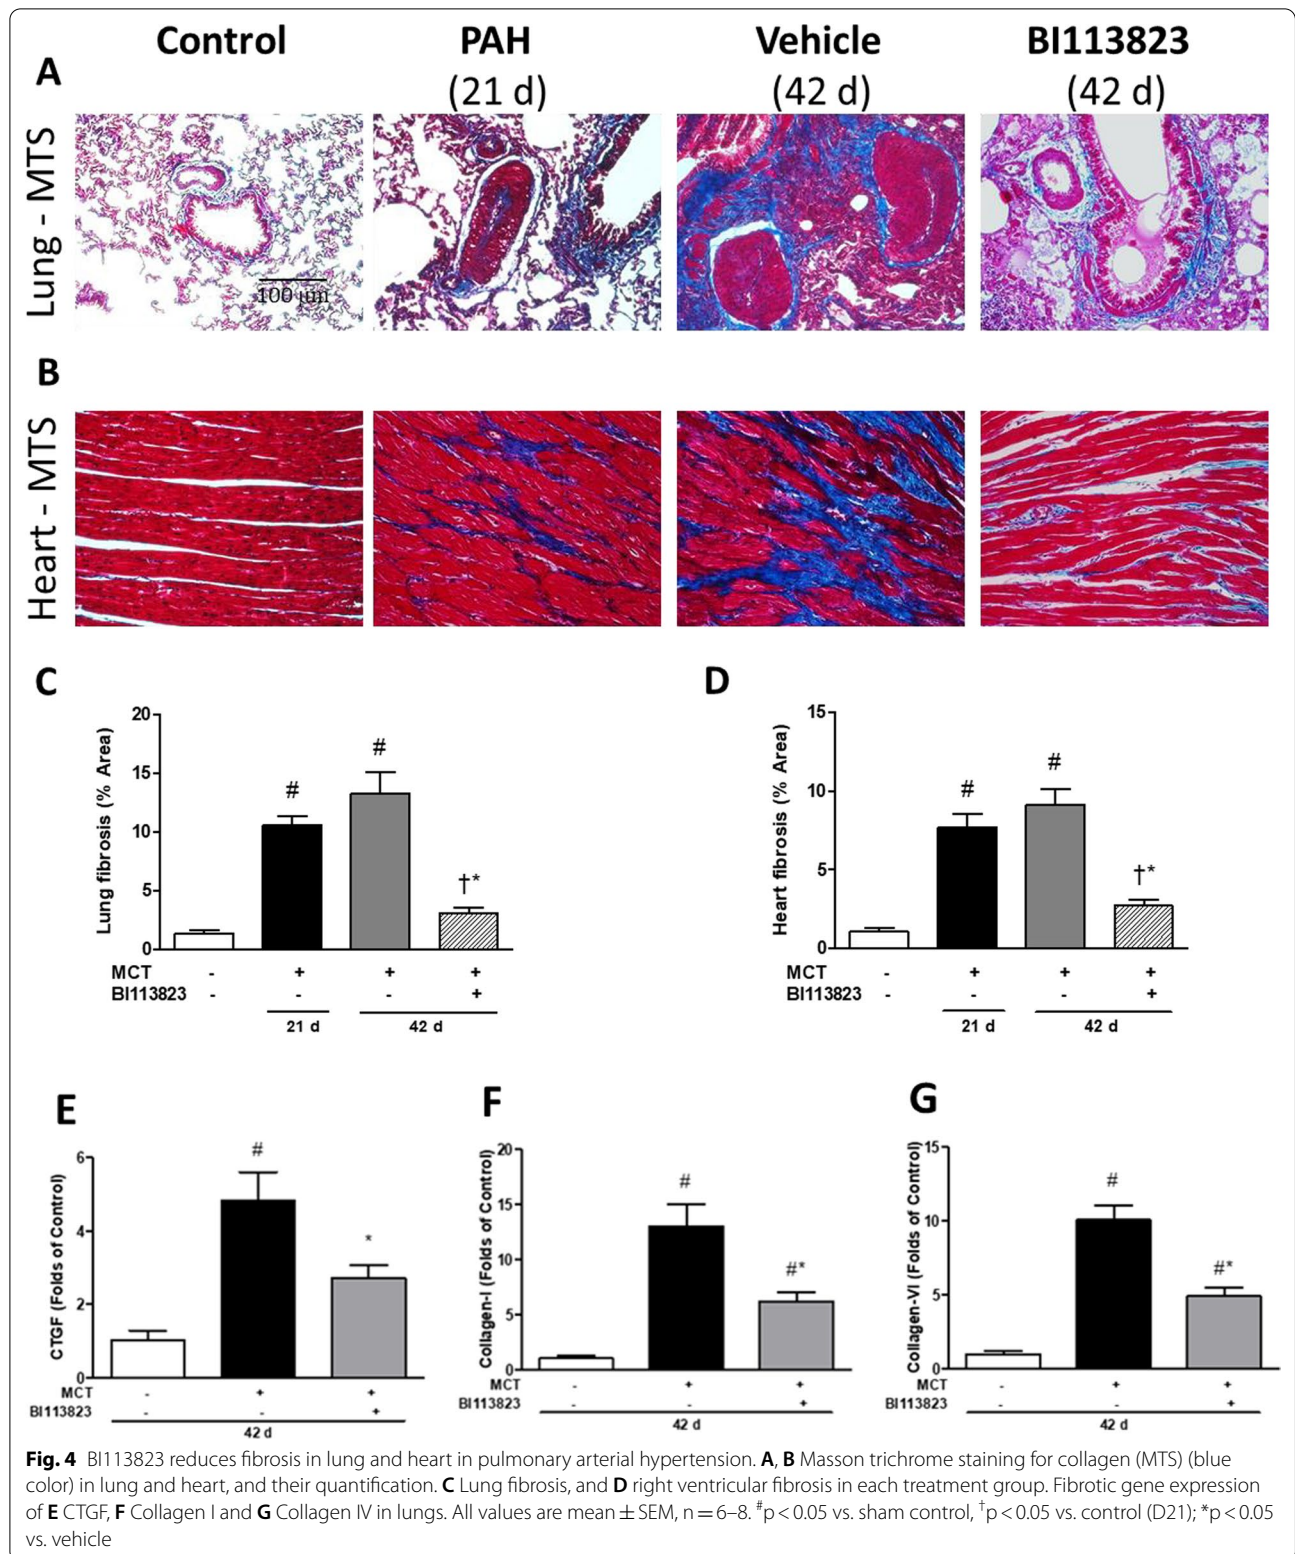 Control PAH Vehicle BI113823
A (21 d) (42 d) (42 d)
Lung - MTS
100 µm
B
Heart - MTS
C
Lung fibrosis (% Area)
20
15
10
5
0
# # †*
MCT - + + +
BI113823 - - - +
21 d 42 d
D
Heart fibrosis (% Area)
15
10
5
0
# # †*
MCT - + + +
BI113823 - - - +
21 d 42 d
E
CTGF (Folds of Control)
6
4
2
0
# *
MCT - + +
BI113823 - - +
42 d
F
Collagen-I (Folds of Control)
20
15
10
5
0
# #*
MCT - + +
BI113823 - - +
42 d
G
Collagen-VI (Folds of Control)
15
10
5
0
# #*
MCT - + +
BI113823 - - +
42 d
Fig. 4 BI113823 reduces fibrosis in lung and heart in pulmonary arterial hypertension. A, B Masson trichrome staining for collagen (MTS) (blue
color) in lung and heart, and their quantification. C Lung fibrosis, and D right ventricular fibrosis in each treatment group. Fibrotic gene expression
of E CTGF, F Collagen I and G Collagen IV in lungs. All values are mean ± SEM, n = 6–8. #p < 0.05 vs. sham control, †p < 0.05 vs. control (D21); *p < 0.05
vs. vehicle